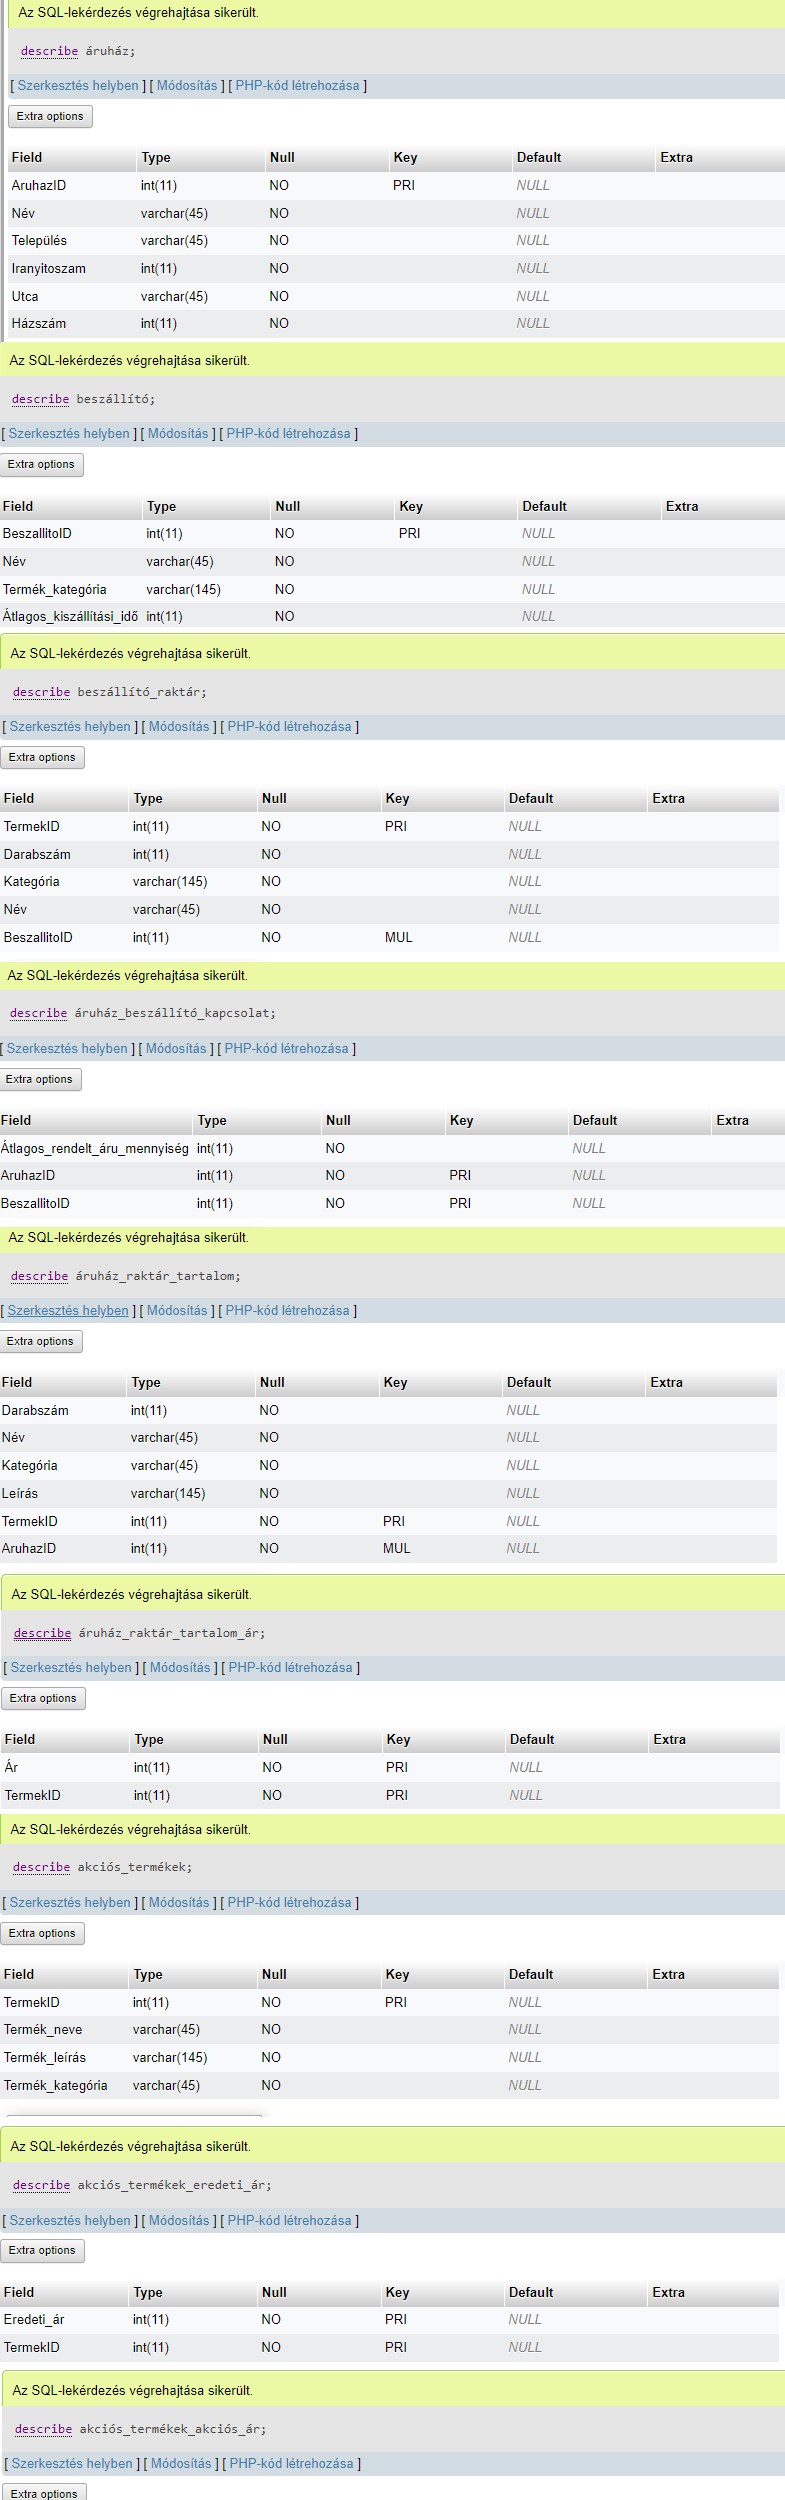 Az SQL-lekérdezés végrehajtása sikerült.
describe áruház;
[ Szerkesztés helyben ] [ Módosítás ] [ PHP-kód létrehozása ]
Extra options
Field Type Null Key Default Extra
AruhazID int(11) NO PRI NULL
Név varchar(45) NO NULL
Település varchar(45) NO NULL
Iranyitoszam int(11) NO NULL
Utca varchar(45) NO NULL
Házszám int(11) NO NULL
Az SQL-lekérdezés végrehajtása sikerült.
describe beszállító;
[ Szerkesztés helyben ] [ Módosítás ] [ PHP-kód létrehozása ]
Extra options
Field Type Null Key Default Extra
BeszallitoID int(11) NO PRI NULL
Név varchar(45) NO NULL
Termék_kategória varchar(145) NO NULL
Átlagos_kiszállítási_idő int(11) NO NULL
Az SQL-lekérdezés végrehajtása sikerült.
describe beszállító_raktár;
[ Szerkesztés helyben ] [ Módosítás ] [ PHP-kód létrehozása ]
Extra options
Field Type Null Key Default Extra
TermekID int(11) NO PRI NULL
Darabszám int(11) NO NULL
Kategória varchar(145) NO NULL
Név varchar(45) NO NULL
BeszallitoID int(11) NO MUL NULL
Az SQL-lekérdezés végrehajtása sikerült.
describe áruház_beszállító_kapcsolat;
[ Szerkesztés helyben ] [ Módosítás ] [ PHP-kód létrehozása ]
Extra options
Field Type Null Key Default Extra
Átlagos_rendelt_áru_mennyiség int(11) NO NULL
AruhazID int(11) NO PRI NULL
BeszallitoID int(11) NO PRI NULL
Az SQL-lekérdezés végrehajtása sikerült.
describe áruház_raktár_tartalom;
[ Szerkesztés helyben ] [ Módosítás ] [ PHP-kód létrehozása ]
Extra options
Field Type Null Key Default Extra
Darabszám int(11) NO NULL
Név varchar(45) NO NULL
Kategória varchar(45) NO NULL
Leírás varchar(145) NO NULL
TermekID int(11) NO PRI NULL
AruhazID int(11) NO MUL NULL
Az SQL-lekérdezés végrehajtása sikerült.
describe áruház_raktár_tartalom_ár;
[ Szerkesztés helyben ] [ Módosítás ] [ PHP-kód létrehozása ]
Extra options
Field Type Null Key Default Extra
Ár int(11) NO PRI NULL
TermekID int(11) NO PRI NULL
Az SQL-lekérdezés végrehajtása sikerült.
describe akciós_termékek;
[ Szerkesztés helyben ] [ Módosítás ] [ PHP-kód létrehozása ]
Extra options
Field Type Null Key Default Extra
TermekID int(11) NO PRI NULL
Termék_neve varchar(45) NO NULL
Termék_leírás varchar(145) NO NULL
Termék_kategória varchar(45) NO NULL
Az SQL-lekérdezés végrehajtása sikerült.
describe akciós_termékek_eredeti_ár;
[ Szerkesztés helyben ] [ Módosítás ] [ PHP-kód létrehozása ]
Extra options
Field Type Null Key Default Extra
Eredeti_ár int(11) NO PRI NULL
TermekID int(11) NO PRI NULL
Az SQL-lekérdezés végrehajtása sikerült.
describe akciós_termékek_akciós_ár;
[ Szerkesztés helyben ] [ Módosítás ] [ PHP-kód létrehozása ]
Extra options